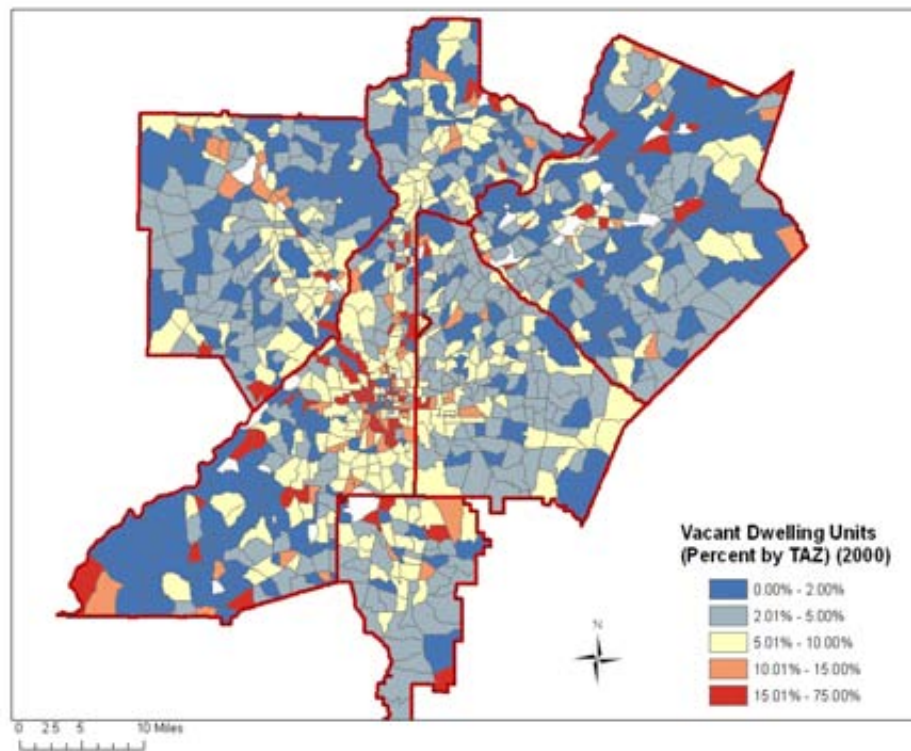 Vacant Dwelling Units
(Percent by TAZ) (2000)
0.00% - 2.00%
2.01% - 5.00%
5.01% - 10.00%
10.01% - 15.00%
15.01% - 75.00%
N
0 2.5 5 10 Miles